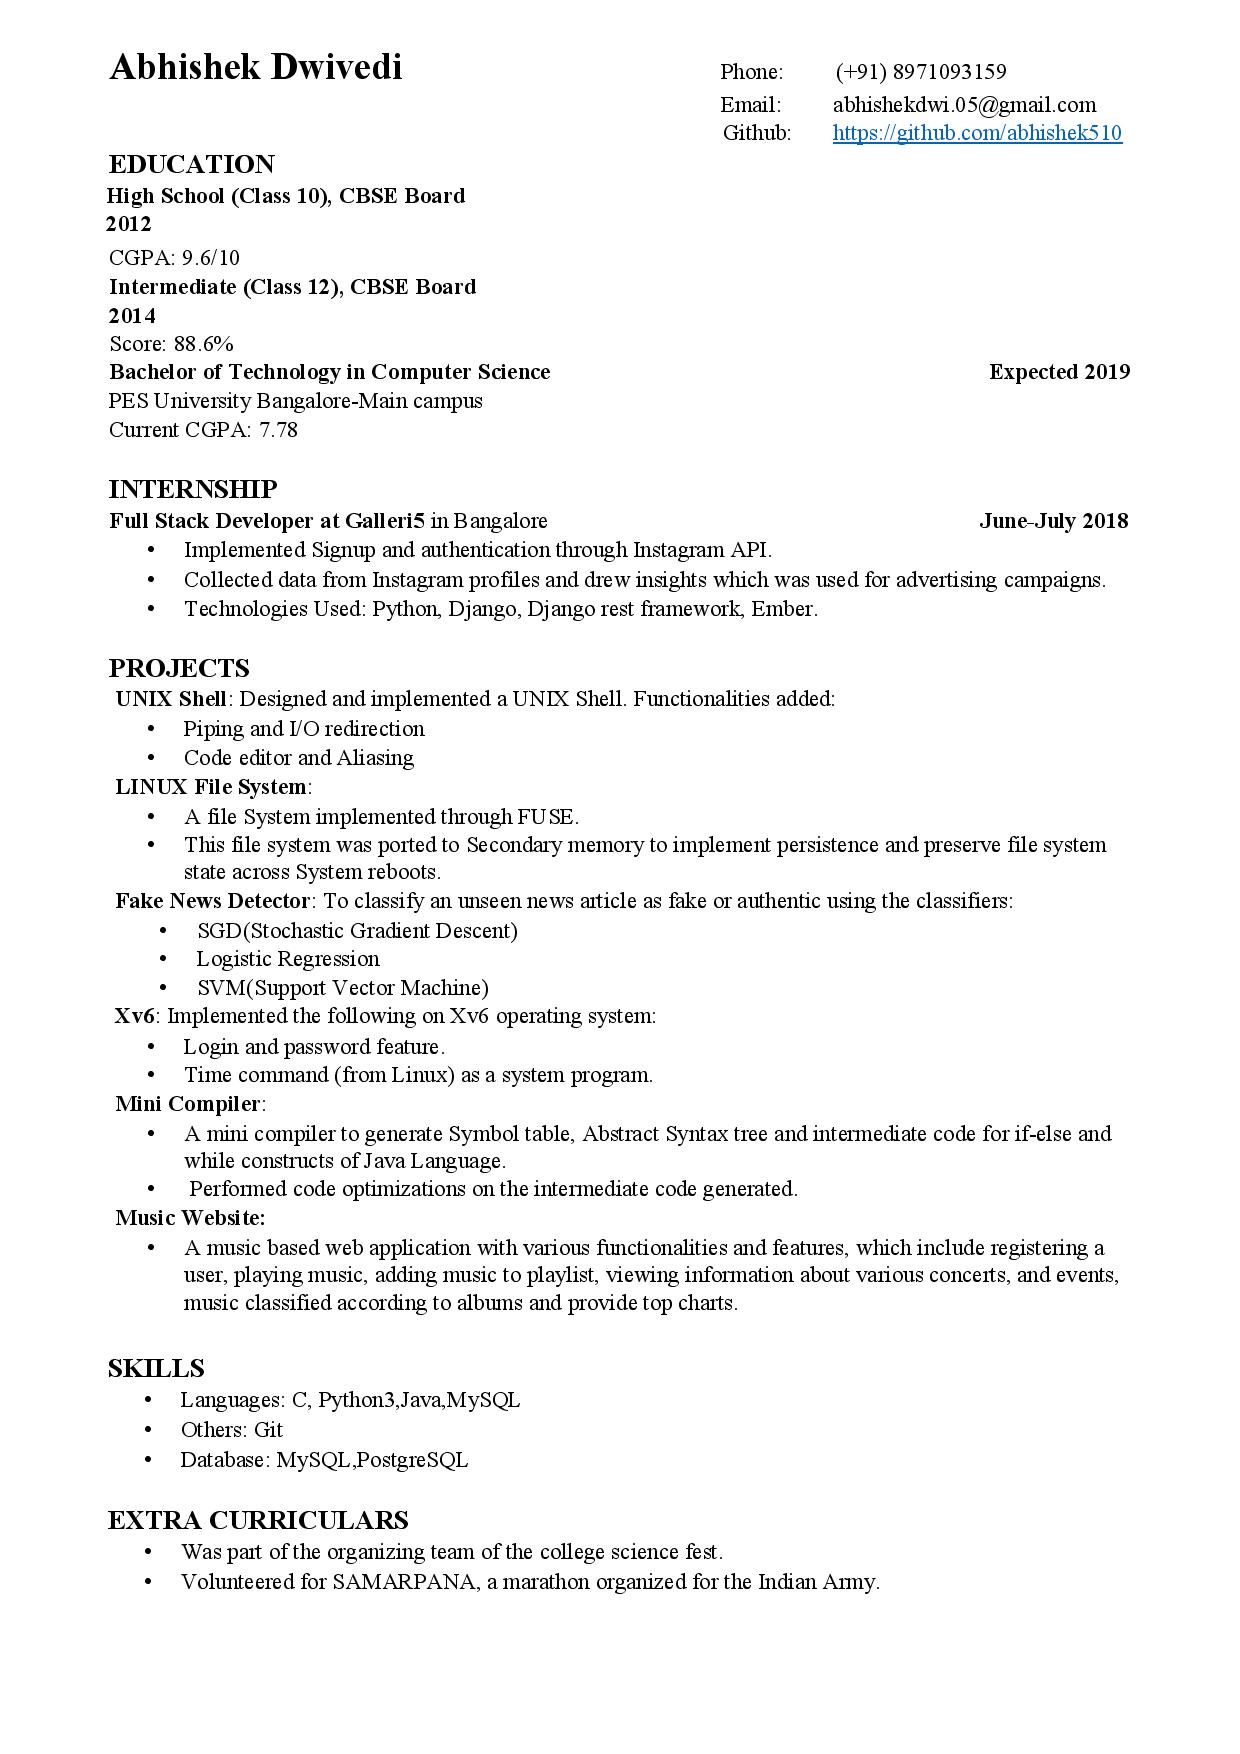 Abhishek Dwivedi
Phone: (+91) 8971093159
Email: abhishekdwi.05@gmail.com
Github: https://github.com/abhishek510
EDUCATION
High School (Class 10), CBSE Board
2012
CGPA: 9.6/10
Intermediate (Class 12), CBSE Board
2014
Score: 88.6%
Bachelor of Technology in Computer Science Expected 2019
PES University Bangalore-Main campus
Current CGPA: 7.78
INTERNSHIP
Full Stack Developer at Galleri5 in Bangalore June-July 2018
• Implemented Signup and authentication through Instagram API.
• Collected data from Instagram profiles and drew insights which was used for advertising campaigns.
• Technologies Used: Python, Django, Django rest framework, Ember.
PROJECTS
UNIX Shell: Designed and implemented a UNIX Shell. Functionalities added:
• Piping and I/O redirection
• Code editor and Aliasing
LINUX File System:
• A file System implemented through FUSE.
• This file system was ported to Secondary memory to implement persistence and preserve file system
state across System reboots.
Fake News Detector: To classify an unseen news article as fake or authentic using the classifiers:
• SGD(Stochastic Gradient Descent)
• Logistic Regression
• SVM(Support Vector Machine)
Xv6: Implemented the following on Xv6 operating system:
• Login and password feature.
• Time command (from Linux) as a system program.
Mini Compiler:
• A mini compiler to generate Symbol table, Abstract Syntax tree and intermediate code for if-else and
while constructs of Java Language.
• Performed code optimizations on the intermediate code generated.
Music Website:
• A music based web application with various functionalities and features, which include registering a
user, playing music, adding music to playlist, viewing information about various concerts, and events,
music classified according to albums and provide top charts.
SKILLS
• Languages: C, Python3,Java,MySQL
• Others: Git
• Database: MySQL,PostgreSQL
EXTRA CURRICULARS
• Was part of the organizing team of the college science fest.
• Volunteered for SAMARPANA, a marathon organized for the Indian Army.